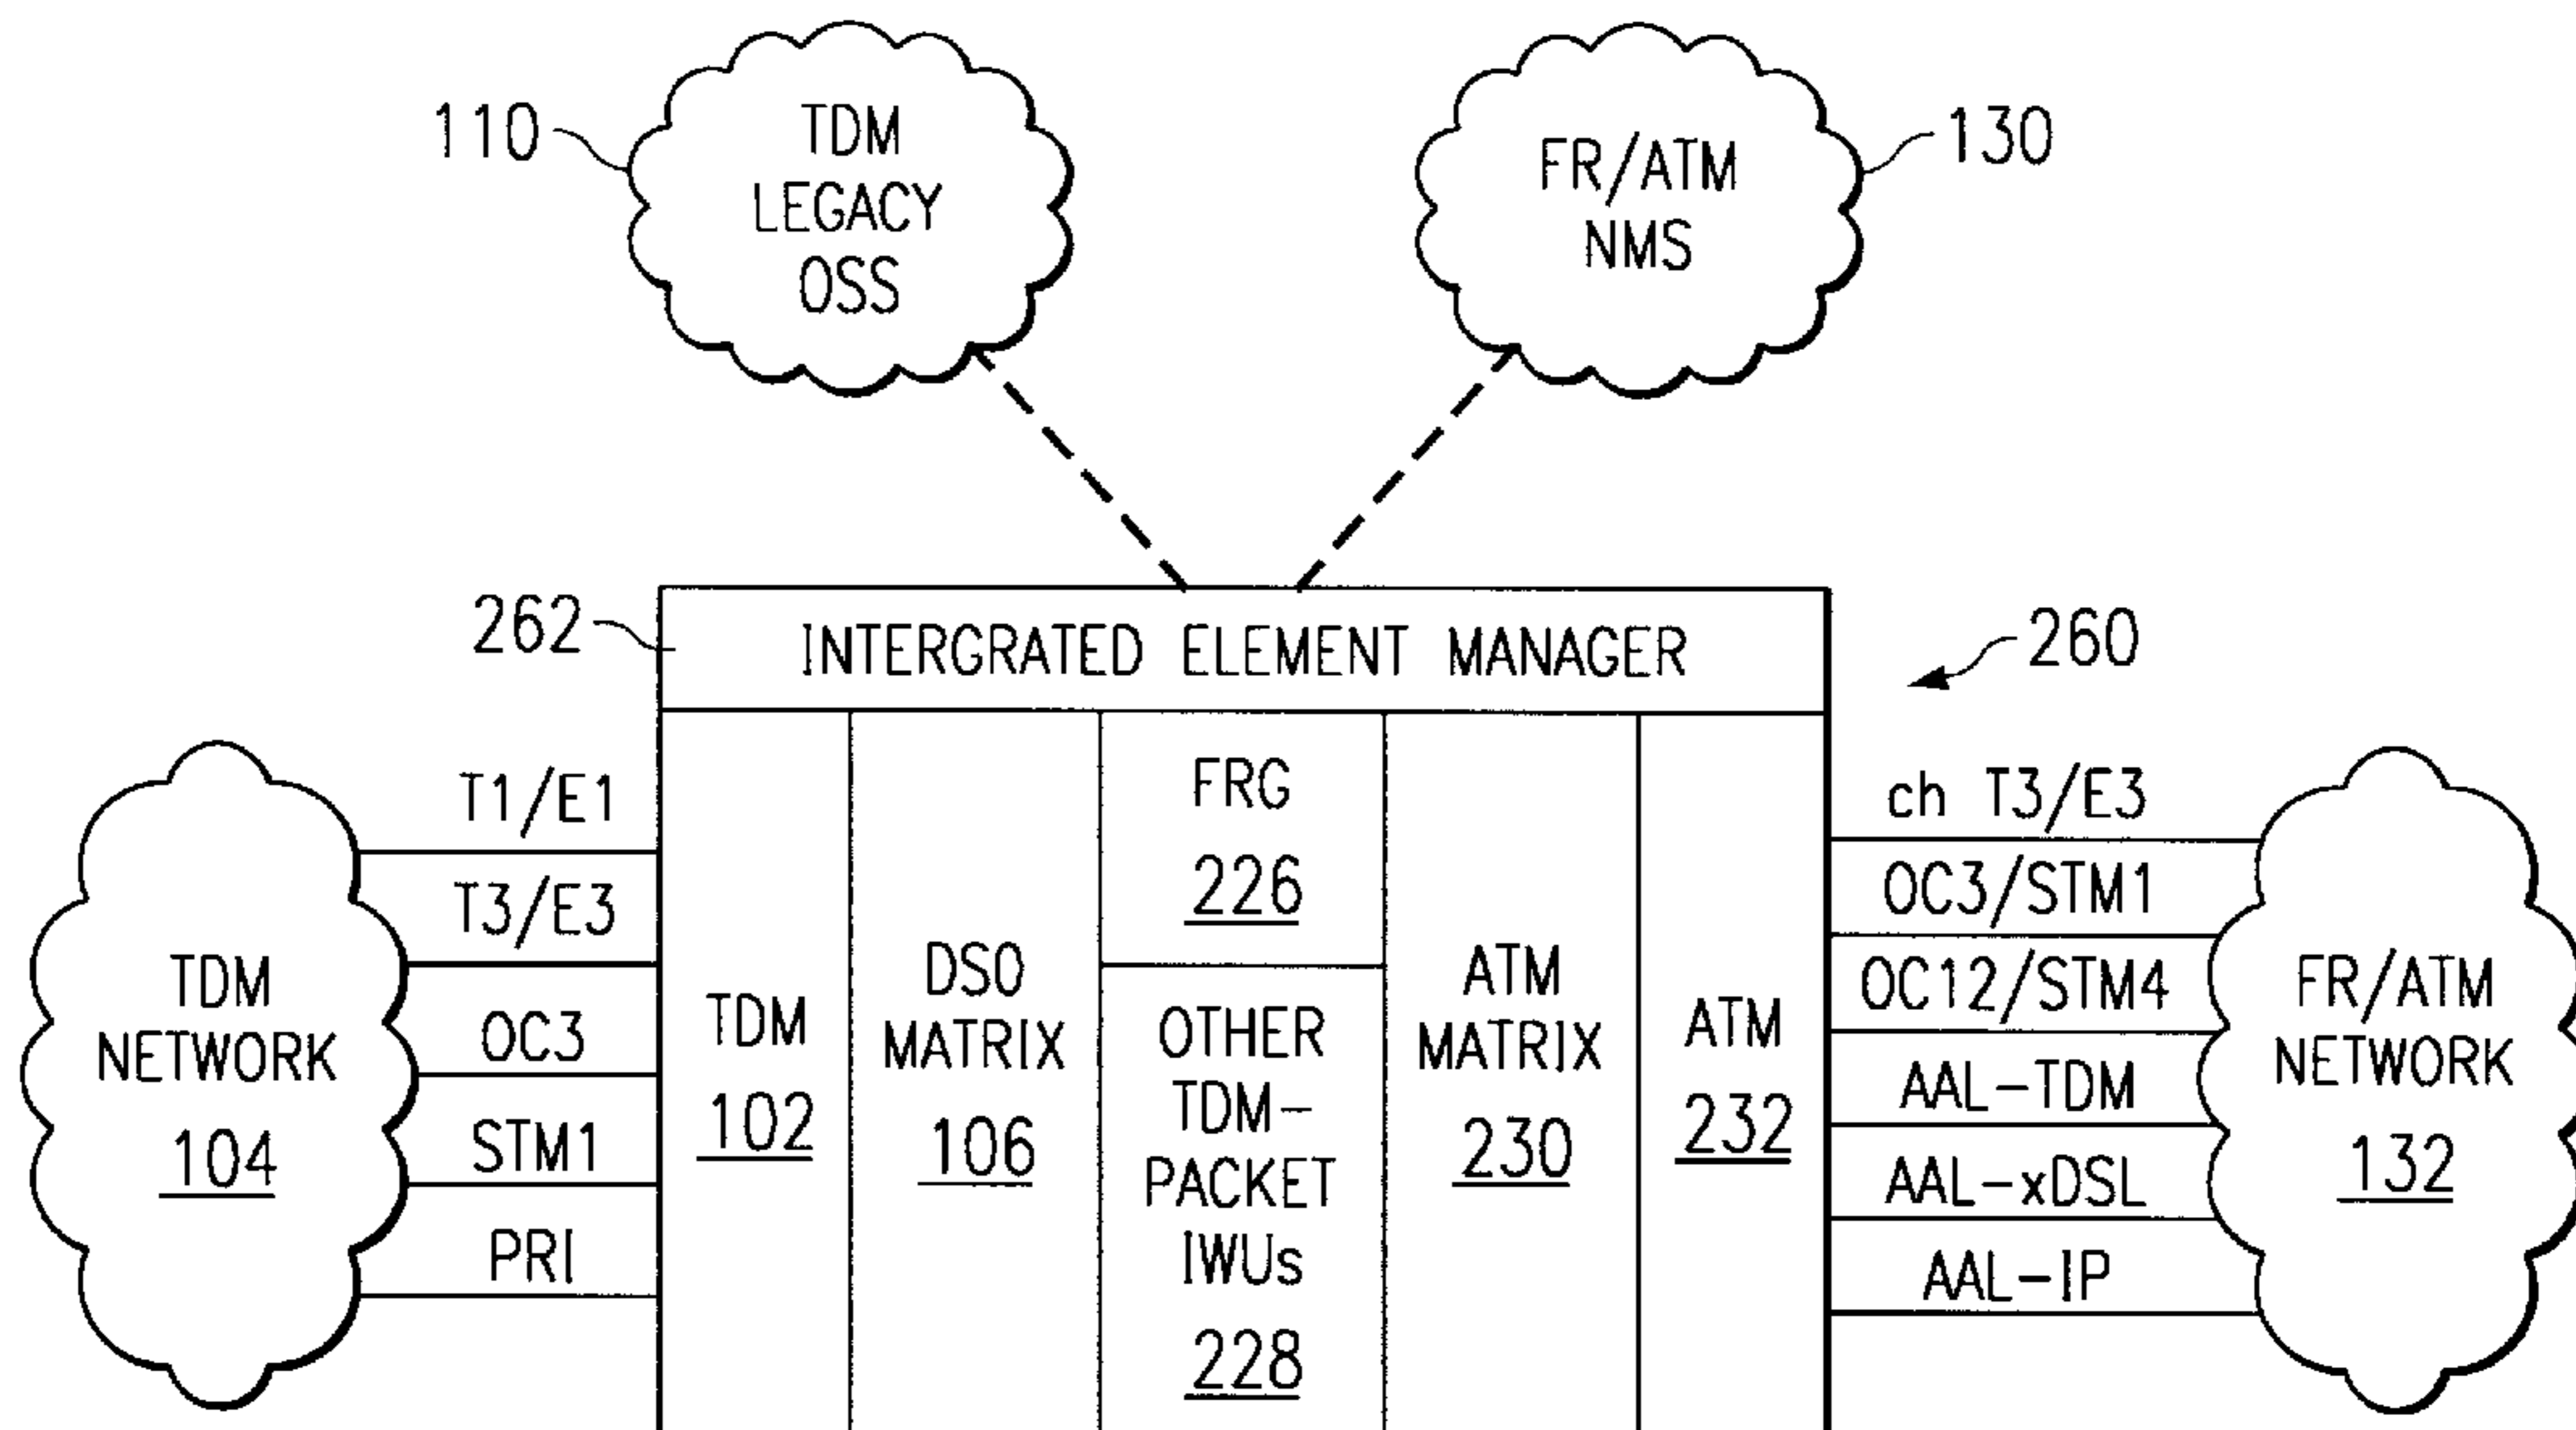 110
TDM
LEGACY
OSS
FR/ATM
NMS
130
262
INTERGRATED ELEMENT MANAGER
260
TDM
NETWORK
104
T1/E1
T3/E3
OC3
STM1
PRI
TDM
102
DS0
MATRIX
106
FRG
226
OTHER
TDM-
PACKET
IWUs
228
ATM
MATRIX
230
ATM
232
ch T3/E3
OC3/STM1
OC12/STM4
AAL-TDM
AAL-xDSL
AAL-IP
FR/ATM
NETWORK
132